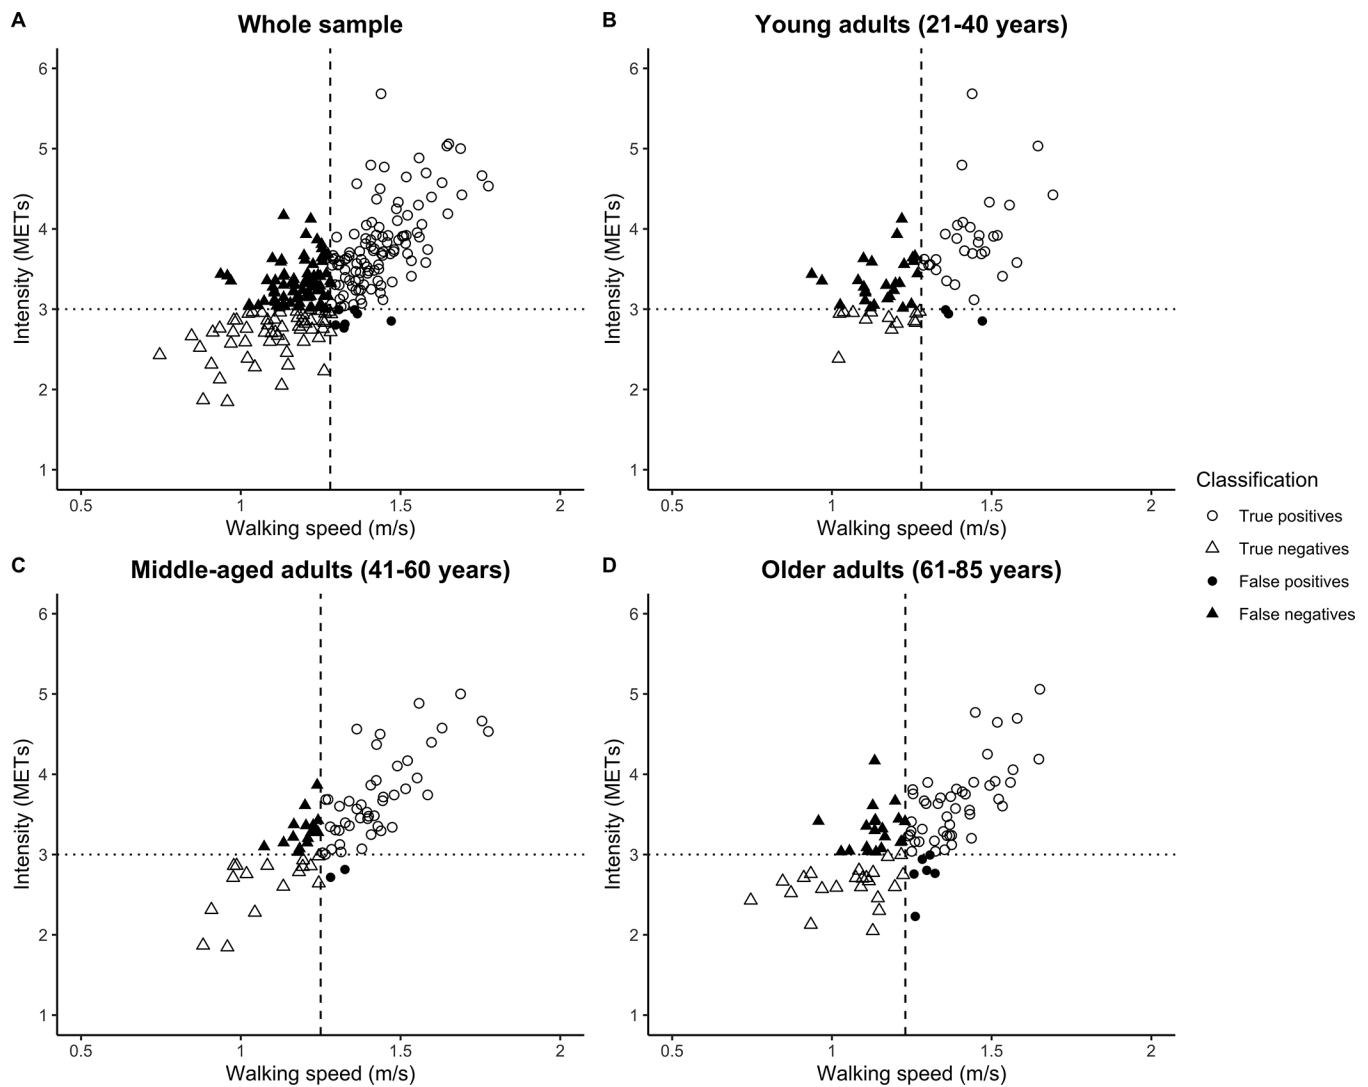 A
Whole sample
6
5
4
3
2
1
Intensity (METs)
0.5
1
1.5
2
Walking speed (m/s)
B
Young adults (21-40 years)
6
5
4
3
2
1
Intensity (METs)
0.5
1
1.5
2
Walking speed (m/s)
C
Middle-aged adults (41-60 years)
6
5
4
3
2
1
Intensity (METs)
0.5
1
1.5
2
Walking speed (m/s)
D
Older adults (61-85 years)
6
5
4
3
2
1
Intensity (METs)
0.5
1
1.5
2
Walking speed (m/s)
Classification
True positives
True negatives
False positives
False negatives